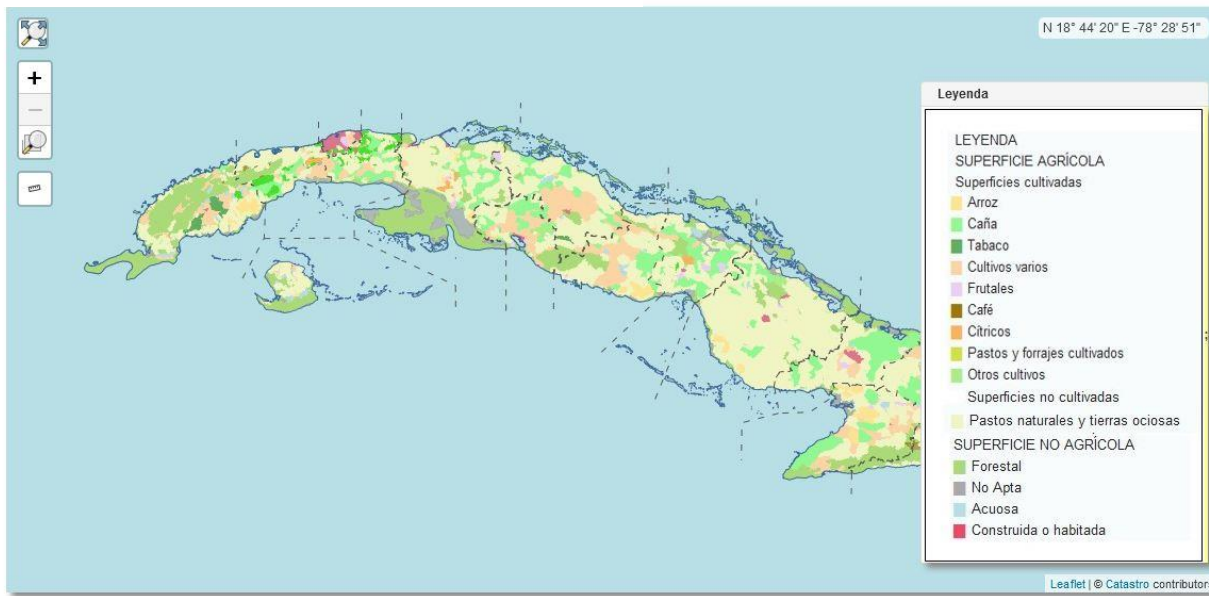 N 18° 44' 20" E -78° 28' 51"
+
−
Leyenda
LEYENDA
SUPERFICIE AGRÍCOLA
Superficies cultivadas
Arroz
Caña
Tabaco
Cultivos varios
Frutales
Café
Cítricos
Pastos y forrajes cultivados
Otros cultivos
Superficies no cultivadas
Pastos naturales y tierras ociosas
SUPERFICIE NO AGRÍCOLA
Forestal
No Apta
Acuosa
Construida o habitada
Leaflet | © Catastro contributors